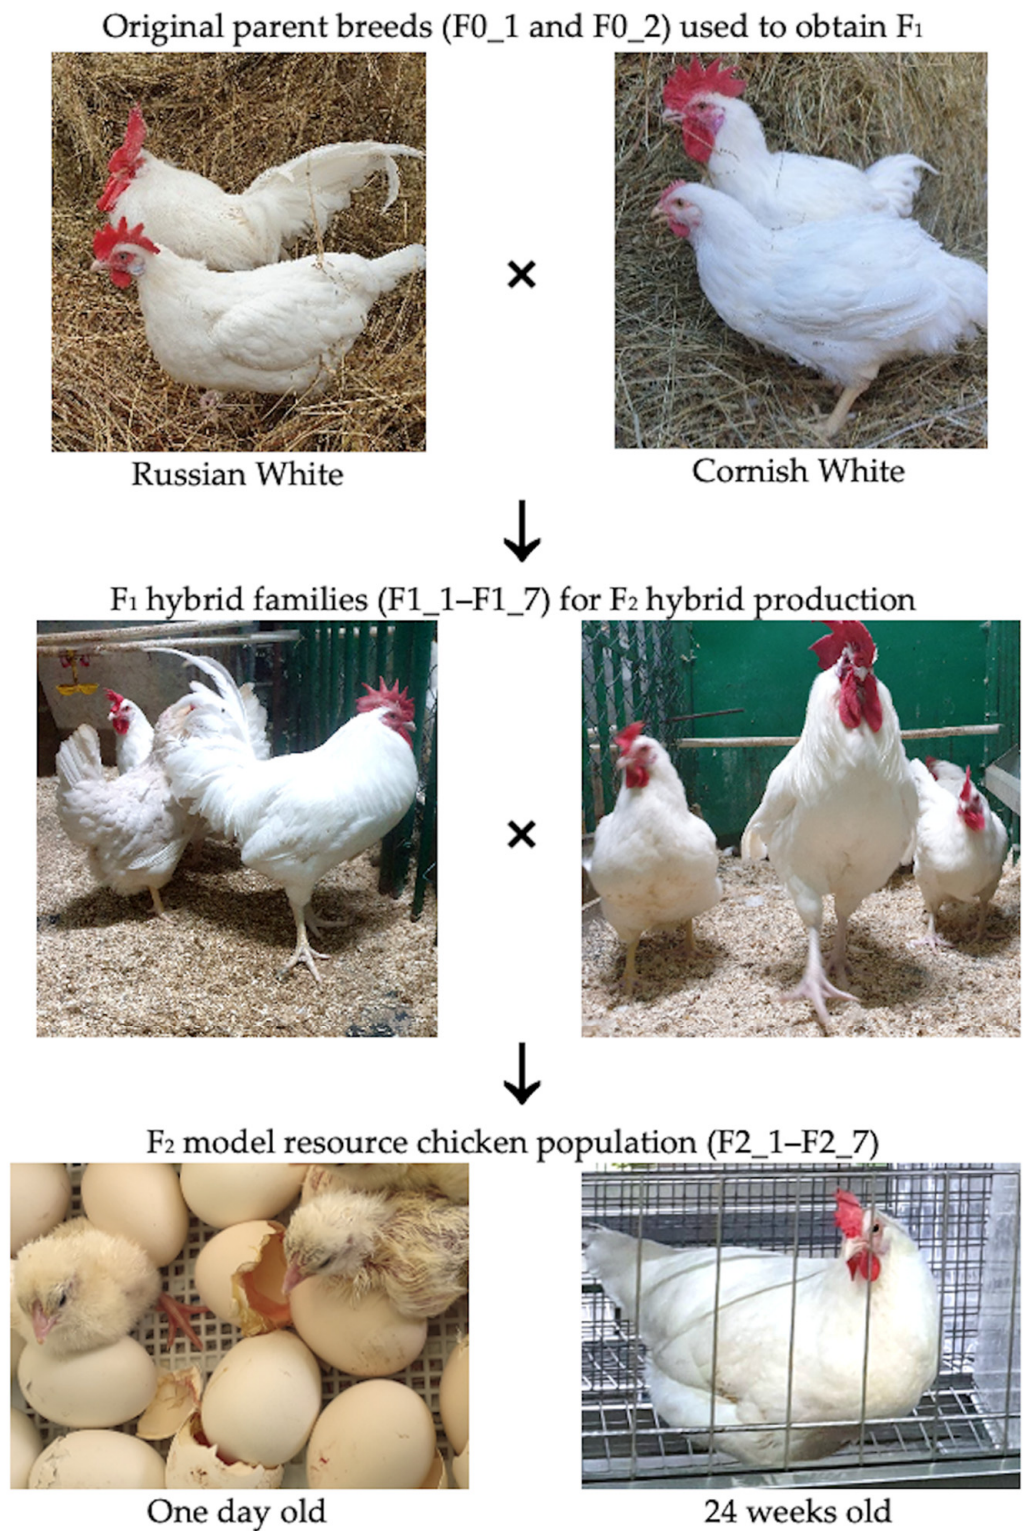 Original parent breeds (F0_1 and F0_2) used to obtain F₁
×
Russian White
Cornish White
F₁ hybrid families (F1_1–F1_7) for F₂ hybrid production
×
F₂ model resource chicken population (F2_1–F2_7)
One day old
24 weeks old